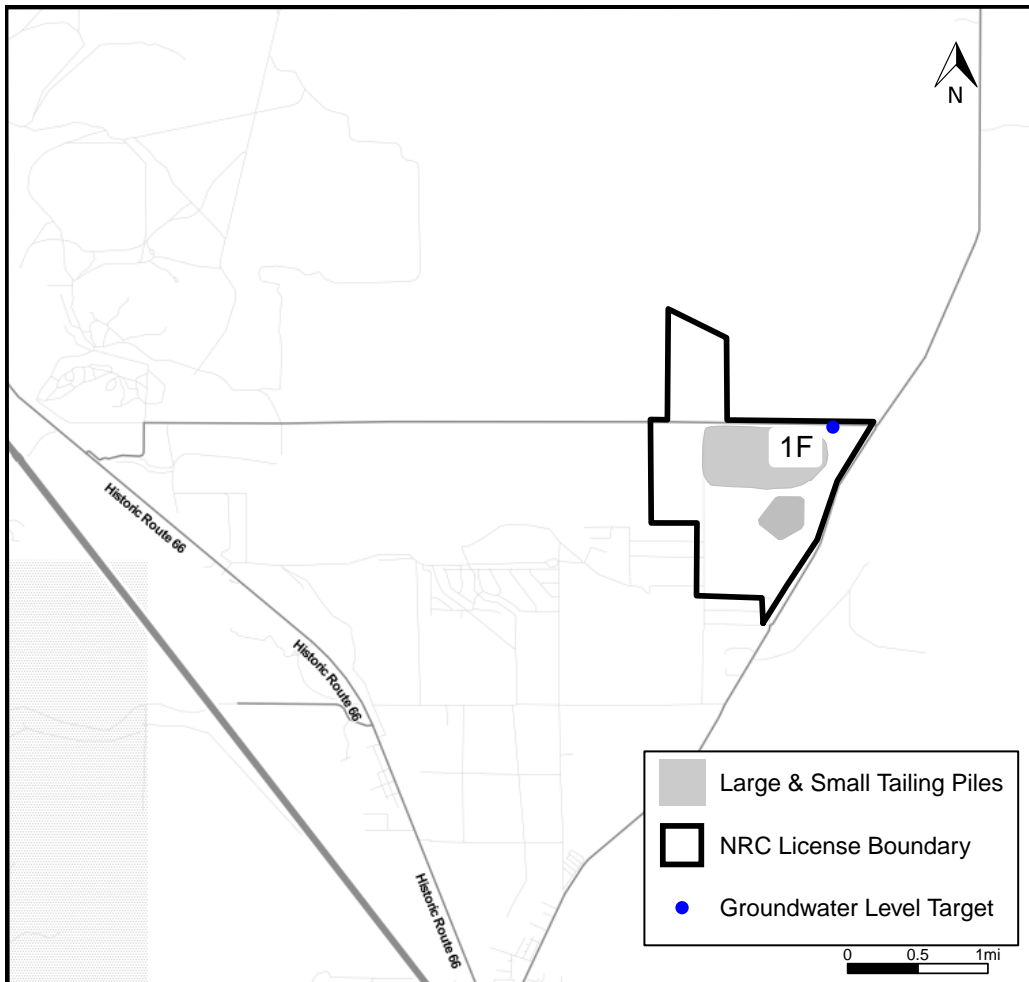 N
1F
Historic Route 66
Historic Route 66
Historic Route 66
Large & Small Tailing Piles
NRC License Boundary
Groundwater Level Target
0 0.5 1mi